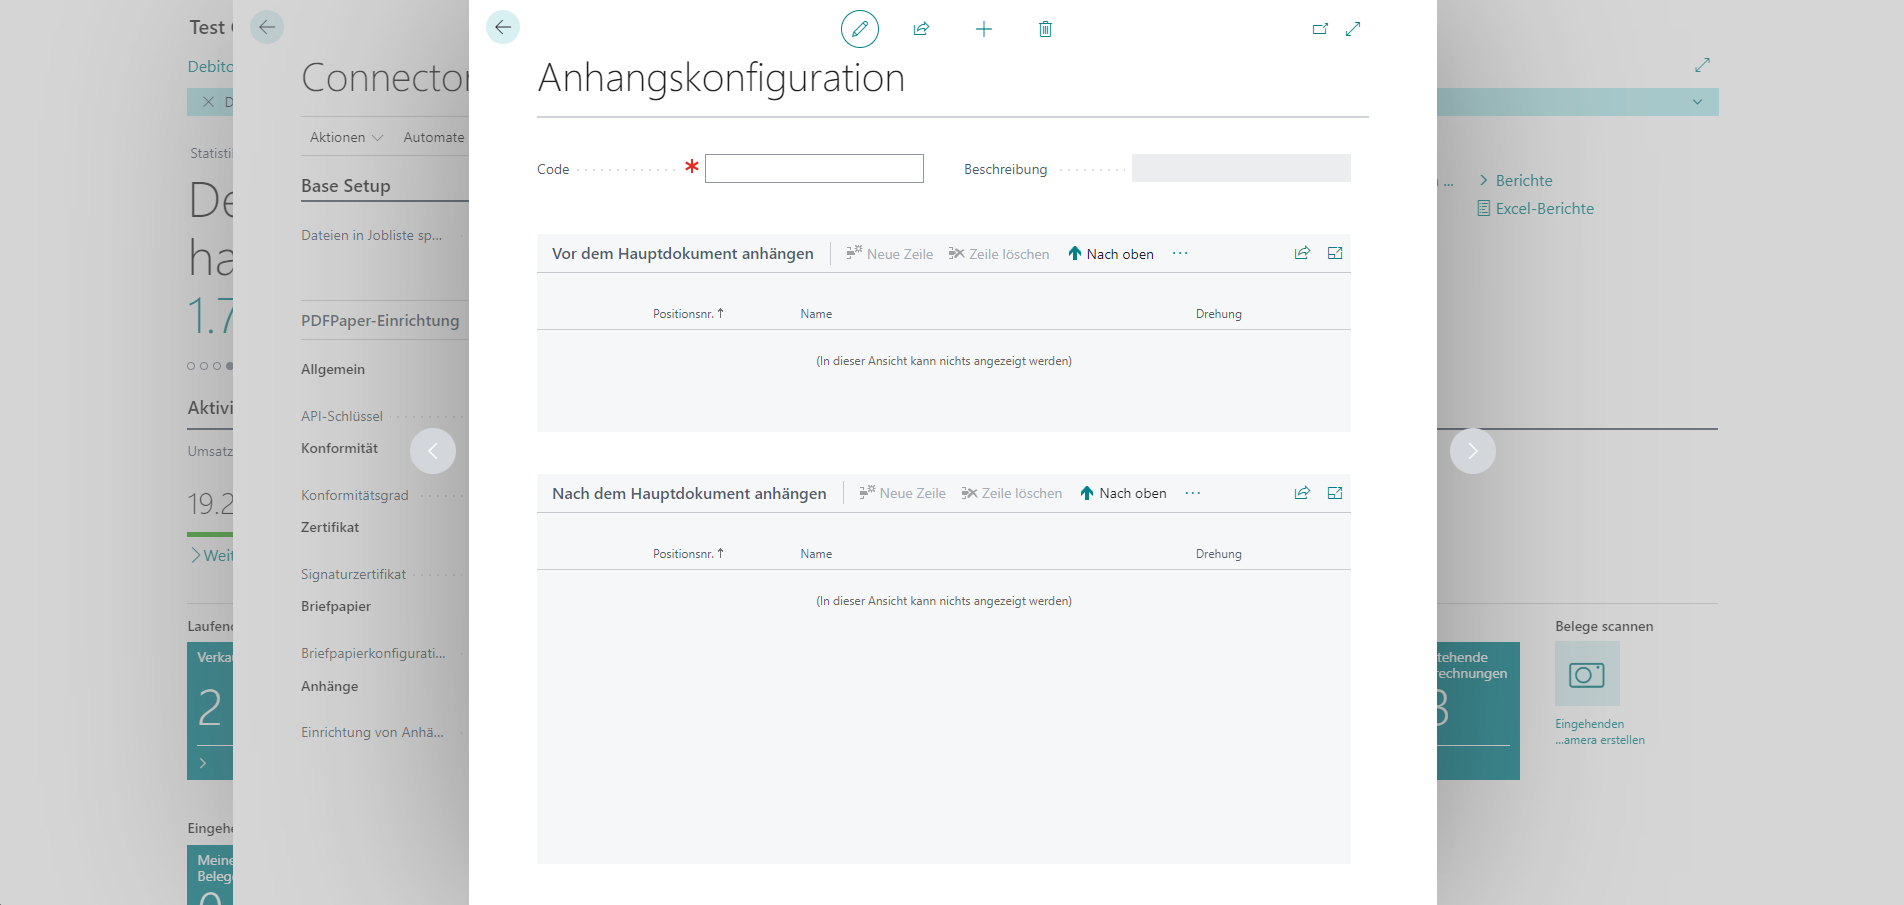 Test
Debito
Statisti
De
ha
1.7
Aktivi
Umsatz
19.2
Weit
Laufend
Verka
2
Eingehe
Meine
Beleg
Connector
Aktionen
Automate
Base Setup
Dateien in Jobliste sp...
PDFPaper-Einrichtung
Allgemein
API-Schlüssel
Konformität
Konformitätsgrad
Zertifikat
Signaturzertifikat
Briefpapier
Briefpapierkonfigurati...
Anhänge
Einrichtung von Anhä...
Anhangskonfiguration
Code *
Beschreibung
Vor dem Hauptdokument anhängen Neue Zeile Zeile löschen Nach oben ...
Positionsnr. ↑ Name Drehung
(In dieser Ansicht kann nichts angezeigt werden)
Nach dem Hauptdokument anhängen Neue Zeile Zeile löschen Nach oben ...
Positionsnr. ↑ Name Drehung
(In dieser Ansicht kann nichts angezeigt werden)
...
Berichte
Excel-Berichte
tehende
echnungen
Belege scannen
Eingehenden
...amera erstellen